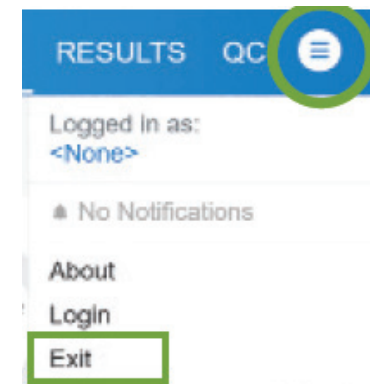 RESULTS QC
Logged in as:
<None>
No Notifications
About
Login
Exit